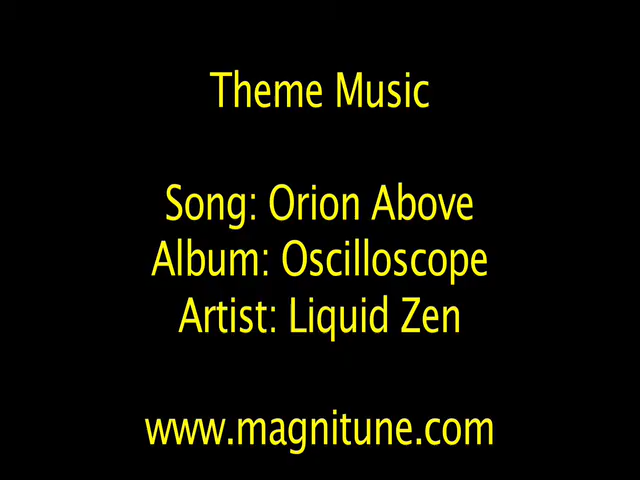 Theme Music
Song: Orion Above
Album: Oscilloscope
Artist: Liquid Zen
www.magnitune.com